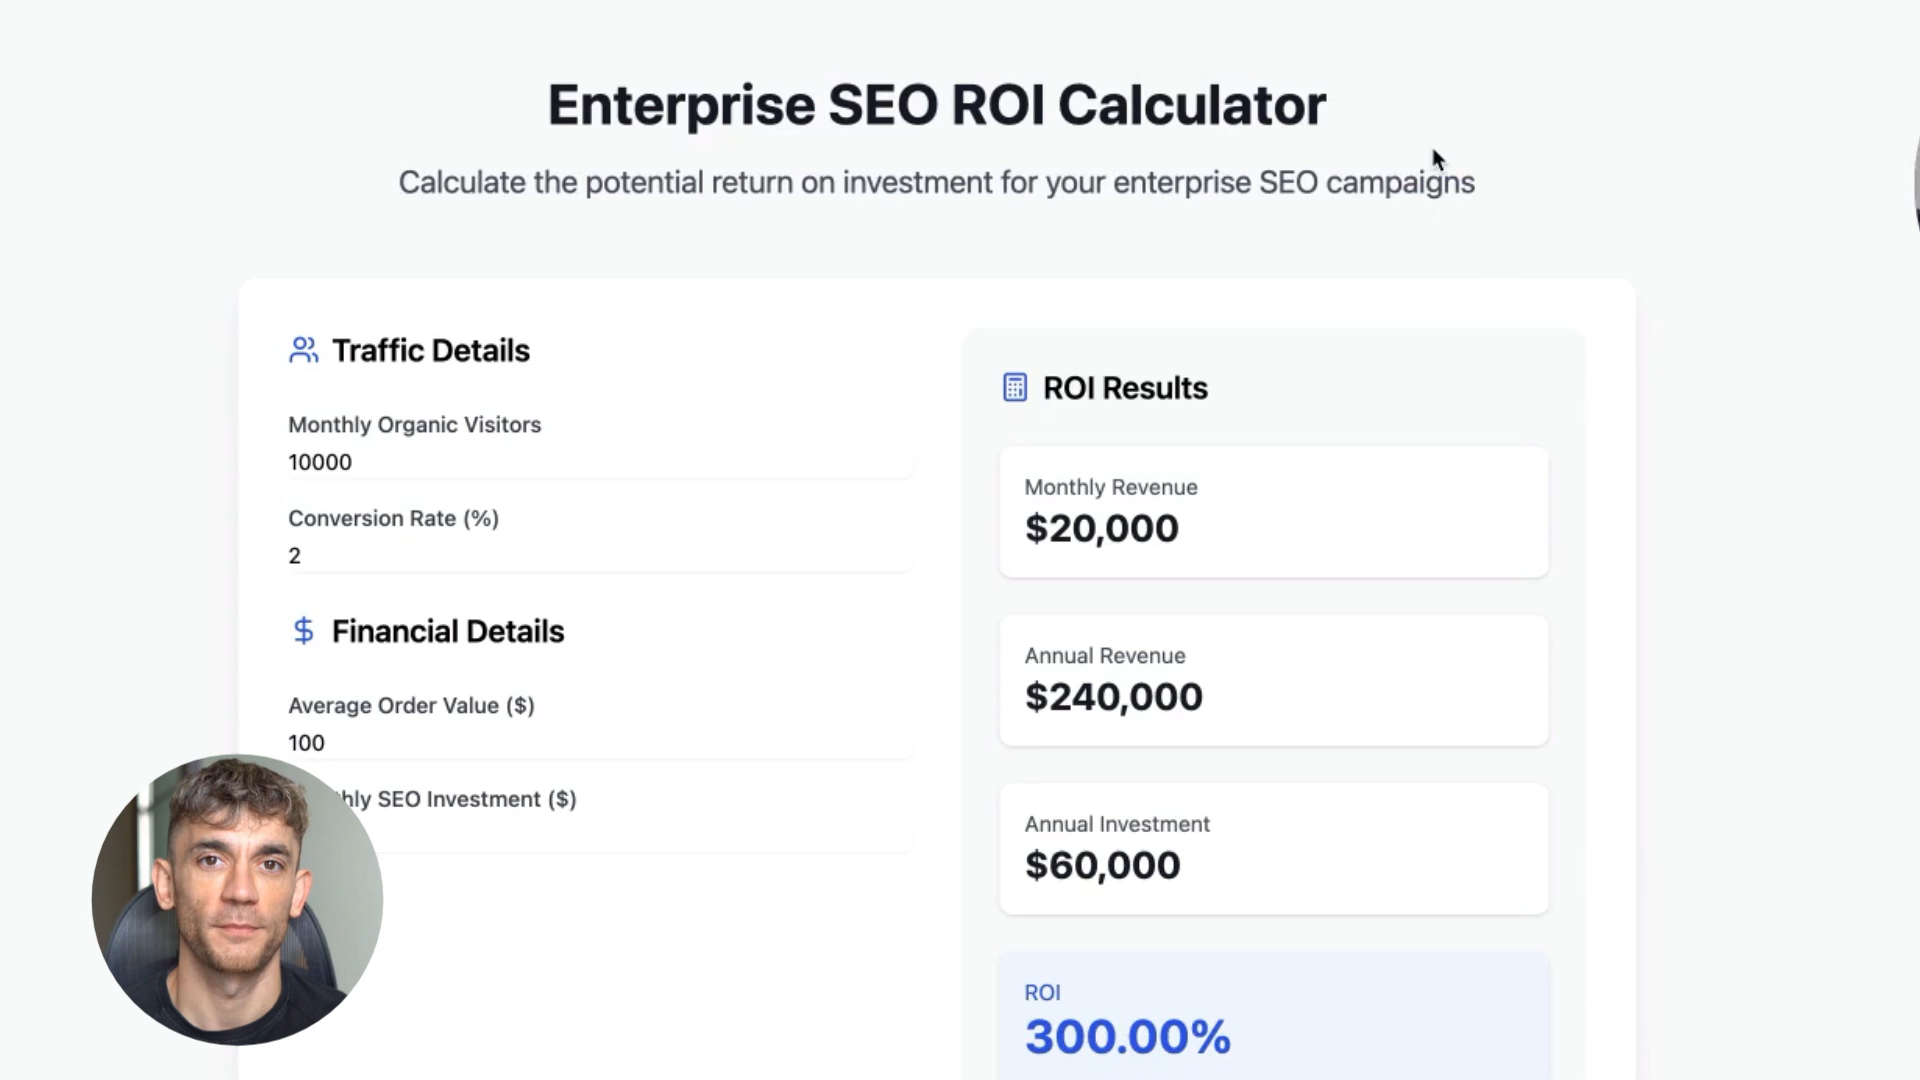 Enterprise SEO ROI Calculator
Calculate the potential return on investment for your enterprise SEO campaigns
Traffic Details
Monthly Organic Visitors
10000
Conversion Rate (%)
2
Financial Details
Average Order Value ($)
100
SEO Investment ($)
ROI Results
Monthly Revenue
$20,000
Annual Revenue
$240,000
Annual Investment
$60,000
ROI
300.00%